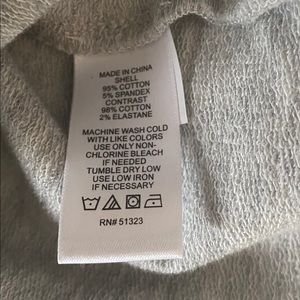 MADE IN CHINA
SHELL
95% COTTON
5% SPANDEX
CONTRAST
98% COTTON
2% ELASTANE
MACHINE WASH COLD
WITH LIKE COLORS
USE ONLY NON-
CHLORINE BLEACH
IF NEEDED
TUMBLE DRY LOW
USE LOW IRON
IF NECESSARY
RN# 51323